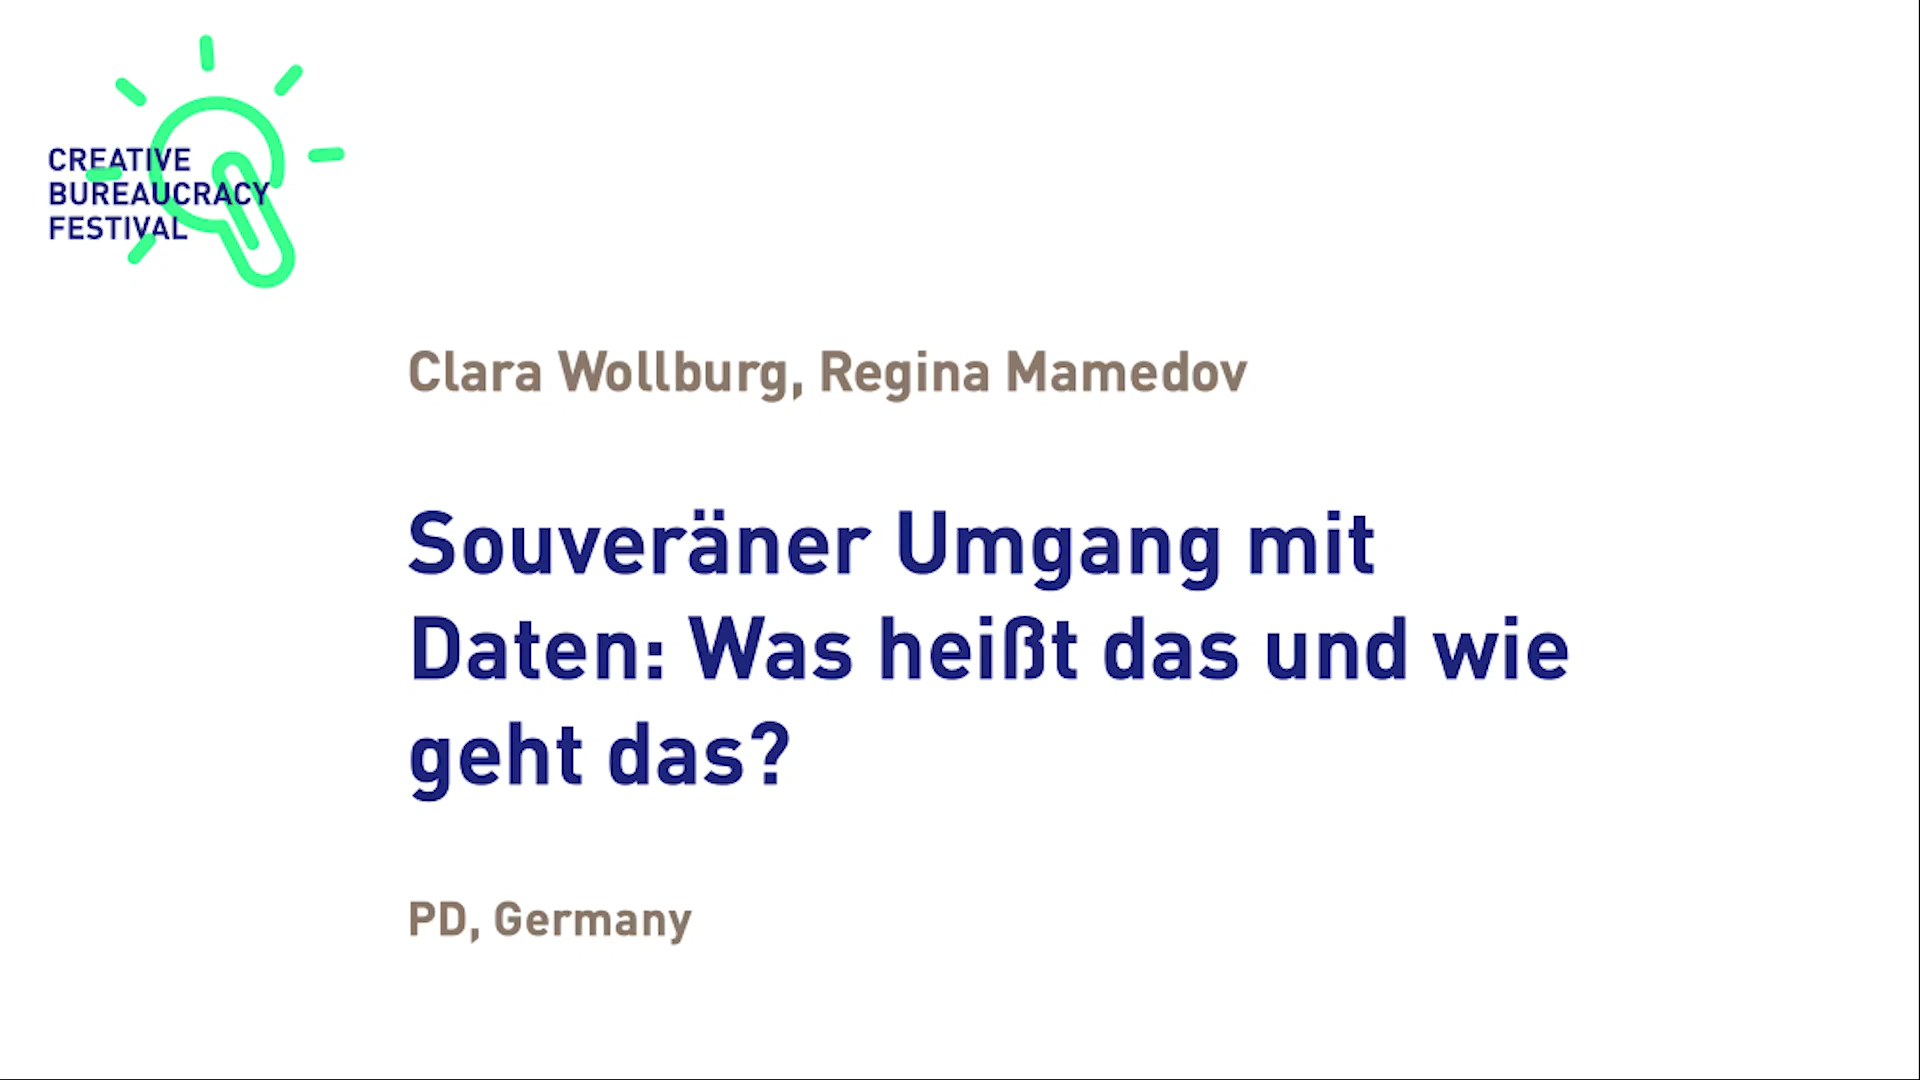 CREATIVE
BUREAUCRACY
FESTIVAL
Clara Wollburg, Regina Mamedov
Souveräner Umgang mit
Daten: Was heißt das und wie
geht das?
PD, Germany